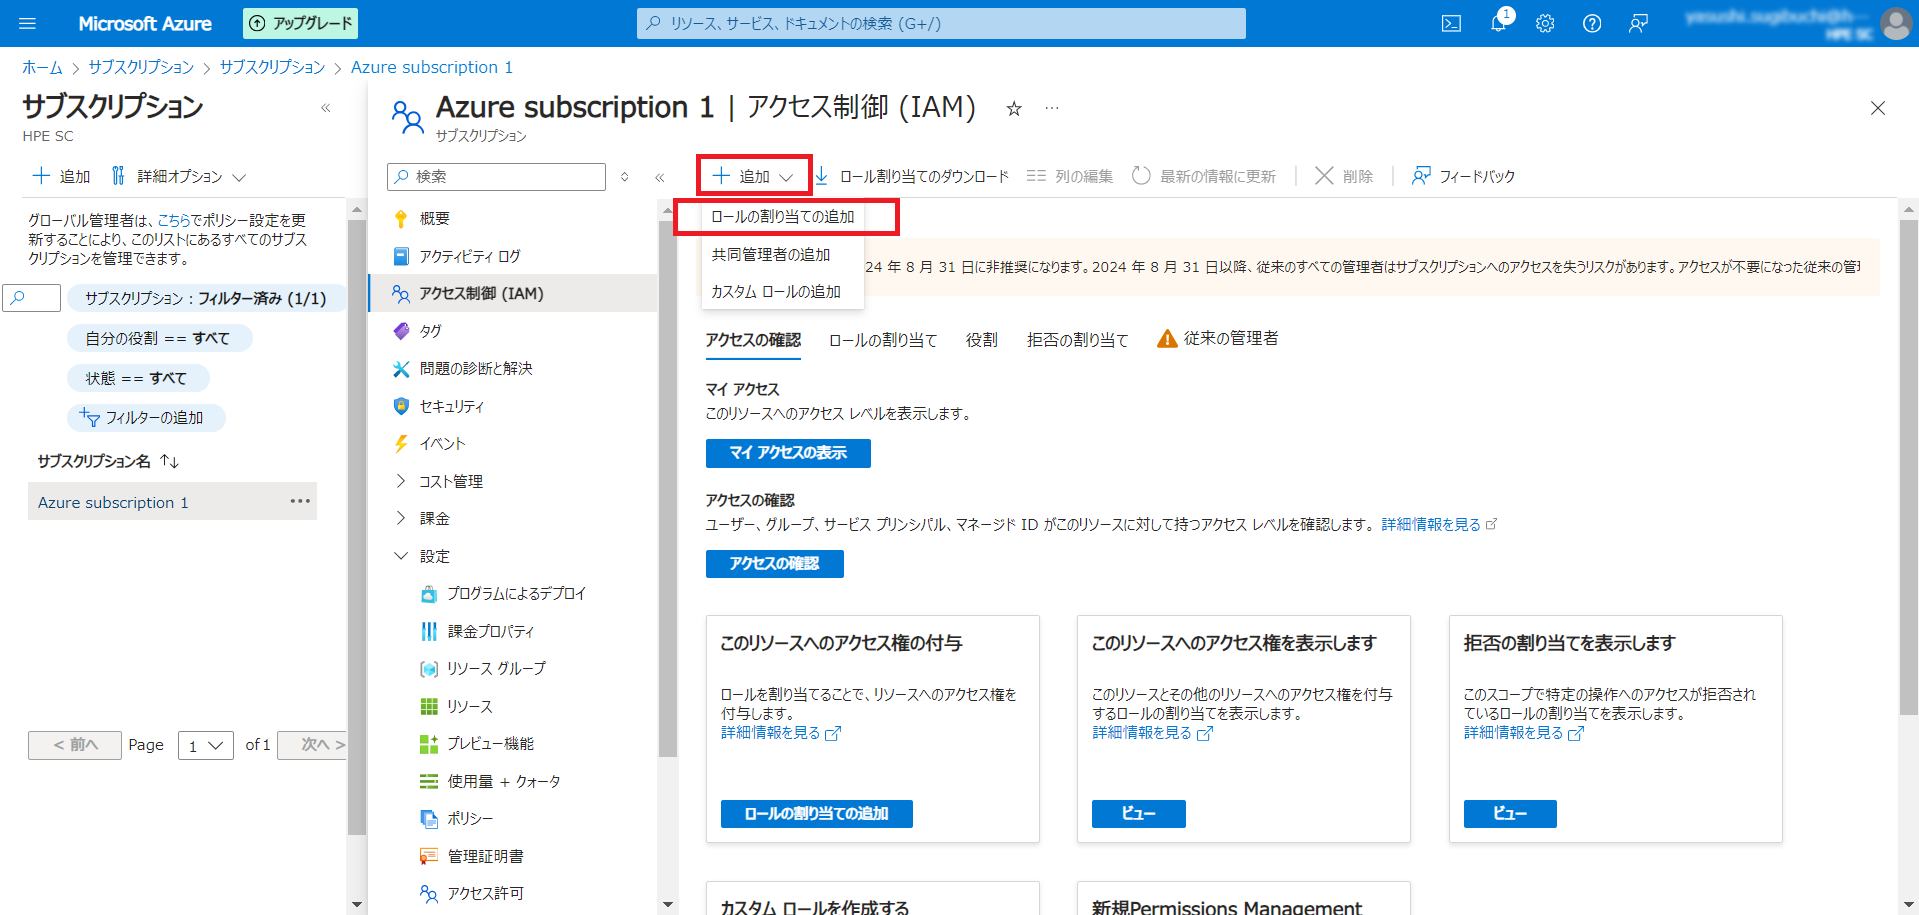 Microsoft Azure
アップグレード
リソース、サービス、ドキュメントの検索 (G+/)
1
HPE SC
ホーム > サブスクリプション > サブスクリプション > Azure subscription 1
サブスクリプション
HPE SC
追加
詳細オプション
グローバル管理者は、こちらでポリシー設定を更
新することにより、このリストにあるすべてのサブス
クリプションを管理できます。
サブスクリプション : フィルター済み (1/1)
自分の役割 == すべて
状態 == すべて
フィルターの追加
サブスクリプション名
Azure subscription 1
< 前へ
Page
1
of 1
次へ >
Azure subscription 1 | アクセス制御 (IAM)
サブスクリプション
検索
概要
アクティビティ ログ
アクセス制御 (IAM)
タグ
問題の診断と解決
セキュリティ
イベント
コスト管理
課金
設定
プログラムによるデプロイ
課金プロパティ
リソース グループ
リソース
プレビュー機能
使用量 + クォータ
ポリシー
管理証明書
アクセス許可
追加
ロール割り当てのダウンロード
列の編集
最新の情報に更新
削除
フィードバック
ロールの割り当ての追加
共同管理者の追加
カスタム ロールの追加
24 年 8 月 31 日に非推奨になります。2024 年 8 月 31 日以降、従来のすべての管理者はサブスクリプションへのアクセスを失うリスクがあります。アクセスが不要になった従来の管
アクセスの確認
ロールの割り当て
役割
拒否の割り当て
従来の管理者
マイ アクセス
このリソースへのアクセス レベルを表示します。
マイ アクセスの表示
アクセスの確認
ユーザー、グループ、サービス プリンシパル、マネージド ID がこのリソースに対して持つアクセス レベルを確認します。 詳細情報を見る
アクセスの確認
このリソースへのアクセス権の付与
ロールを割り当てることで、リソースへのアクセス権を
付与します。
詳細情報を見る
ロールの割り当ての追加
このリソースへのアクセス権を表示します
このリソースとその他のリソースへのアクセス権を付与
するロールの割り当てを表示します。
詳細情報を見る
ビュー
拒否の割り当てを表示します
このスコープで特定の操作へのアクセスが拒否され
ているロールの割り当てを表示します。
詳細情報を見る
ビュー
カスタム ロールを作成する
新規Permissions Management